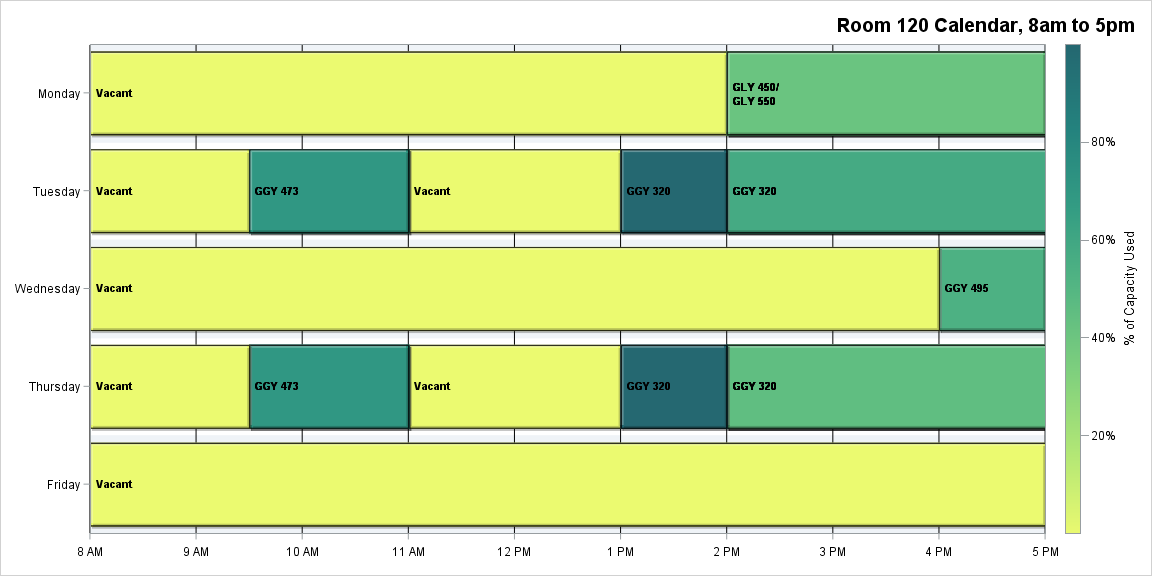 Room 120 Calendar, 8am to 5pm
Monday
Vacant
GLY 450/
GLY 550
Tuesday
Vacant
GGY 473
Vacant
GGY 320
GGY 320
Wednesday
Vacant
GGY 495
Thursday
Vacant
GGY 473
Vacant
GGY 320
GGY 320
Friday
Vacant
8 AM
9 AM
10 AM
11 AM
12 PM
1 PM
2 PM
3 PM
4 PM
5 PM
80%
60%
40%
20%
% of Capacity Used